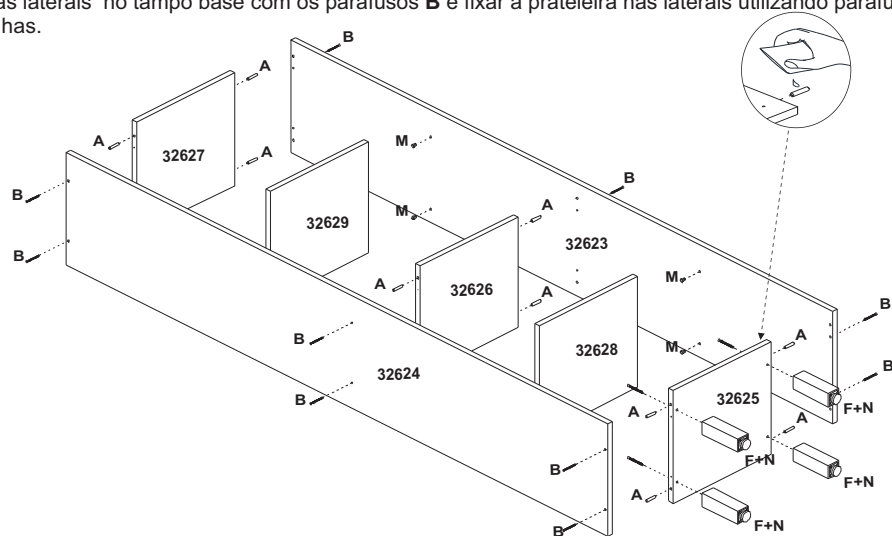 as laterais no tampo base com os parafusos B e fixar a prateleira nas laterais utilizando
has.
B
A
A
32627
A
B
B
M
32629
M
B
A
32623
A
32626
A
M
B
B
32624
B
32628
M
A
B
B
32625
A
F+N
A
F+N
F+N
B
A
F+N
B